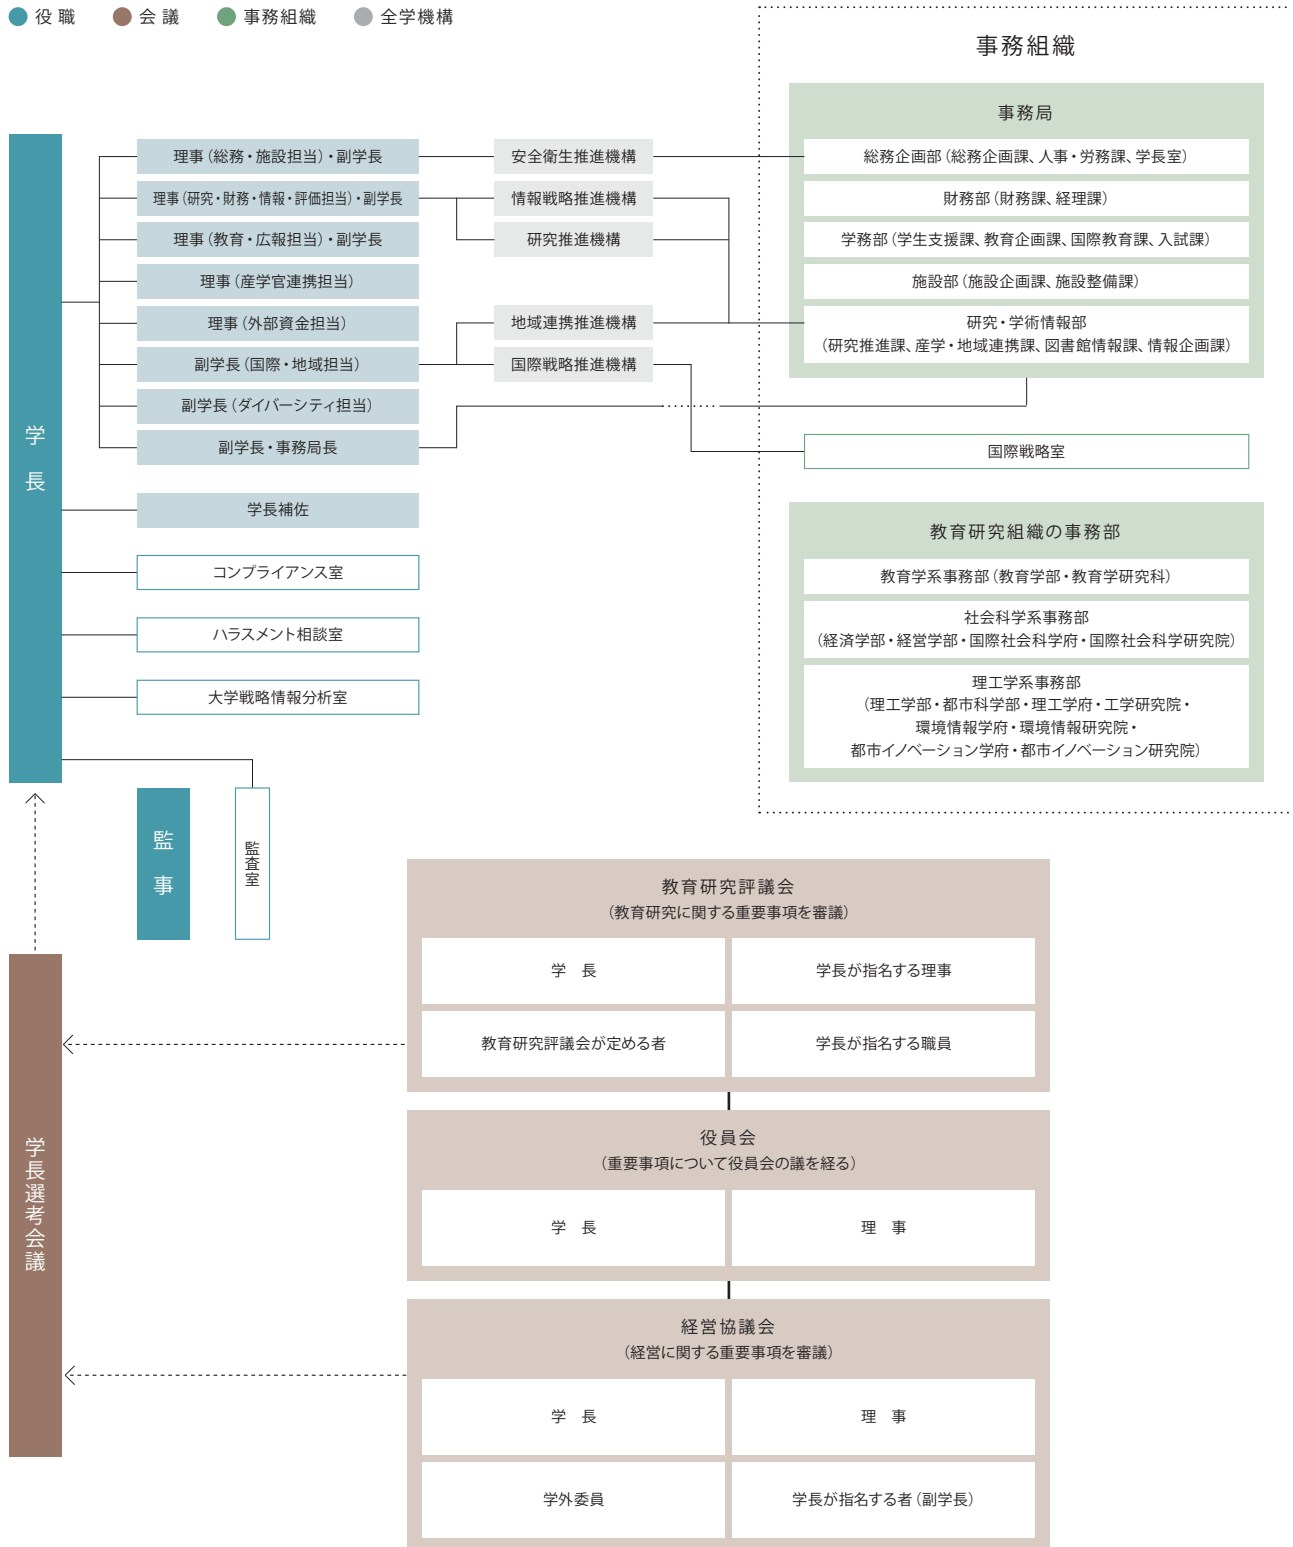 役職
会議
事務組織
全学機構
事務組織
事務局
総務企画部（総務企画課、人事・労務課、学長室）
財務部（財務課、経理課）
学務部（学生支援課、教育企画課、国際教育課、入試課）
施設部（施設企画課、施設整備課）
研究・学術情報部
（研究推進課、産学・地域連携課、図書館情報課、情報企画課）
国際戦略室
教育研究組織の事務部
教育学系事務部（教育学部・教育学研究科）
社会科学系事務部
（経済学部・経営学部・国際社会科学府・国際社会科学研究院）
理工学系事務部
（理工学部・都市科学部・理工学府・工学研究院・
環境情報学府・環境情報研究院・
都市イノベーション学府・都市イノベーション研究院）
学長
理事（総務・施設担当）・副学長
理事（研究・財務・情報・評価担当）・副学長
理事（教育・広報担当）・副学長
理事（産学官連携担当）
理事（外部資金担当）
副学長（国際・地域担当）
副学長（ダイバーシティ担当）
副学長・事務局長
安全衛生推進機構
情報戦略推進機構
研究推進機構
地域連携推進機構
国際戦略推進機構
学長補佐
コンプライアンス室
ハラスメント相談室
大学戦略情報分析室
監事
監査室
学長選考会議
教育研究評議会
（教育研究に関する重要事項を審議）
学　長
学長が指名する理事
教育研究評議会が定める者
学長が指名する職員
役員会
（重要事項について役員会の議を経る）
学　長
理　事
経営協議会
（経営に関する重要事項を審議）
学　長
理　事
学外委員
学長が指名する者（副学長）